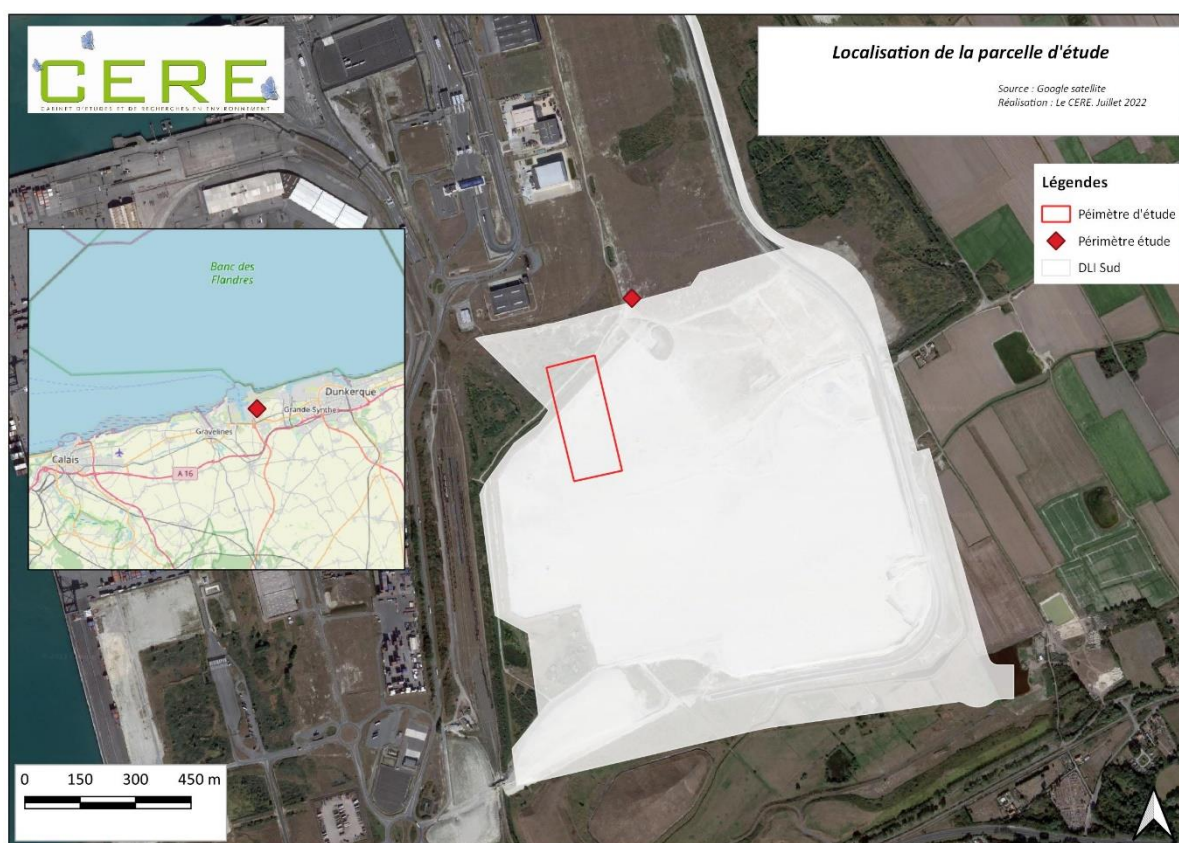 CERE
CABINET D'ÉTUDES ET DE RECHERCHES EN ENVIRONNEMENT
Localisation de la parcelle d'étude
Source : Google satellite
Réalisation : Le CERE. Juillet 2022
Légendes
Péimètre d'étude
Périmètre étude
DLI Sud
Banc des
Flandres
Dunkerque
Grande-Synthe
Gravelines
Calais
A 16
0 150 300 450 m